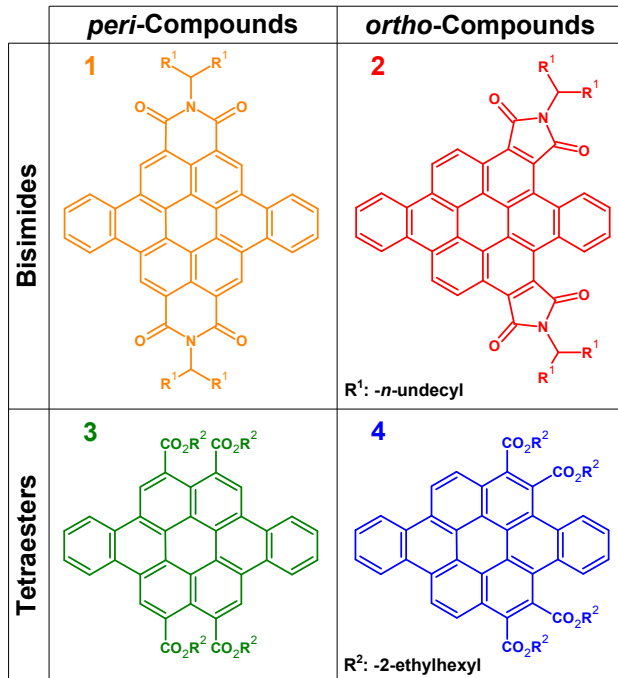 peri-Compounds
ortho-Compounds
Bisimides
1
R¹ R¹
O N O
O N O
R¹ R¹
2
R¹
R¹
N
O
O
O
O
N
R¹
R¹
R¹: -n-undecyl
Tetraesters
3
CO₂R² CO₂R²
CO₂R² CO₂R²
4
CO₂R²
CO₂R²
CO₂R²
CO₂R²
R²: -2-ethylhexyl